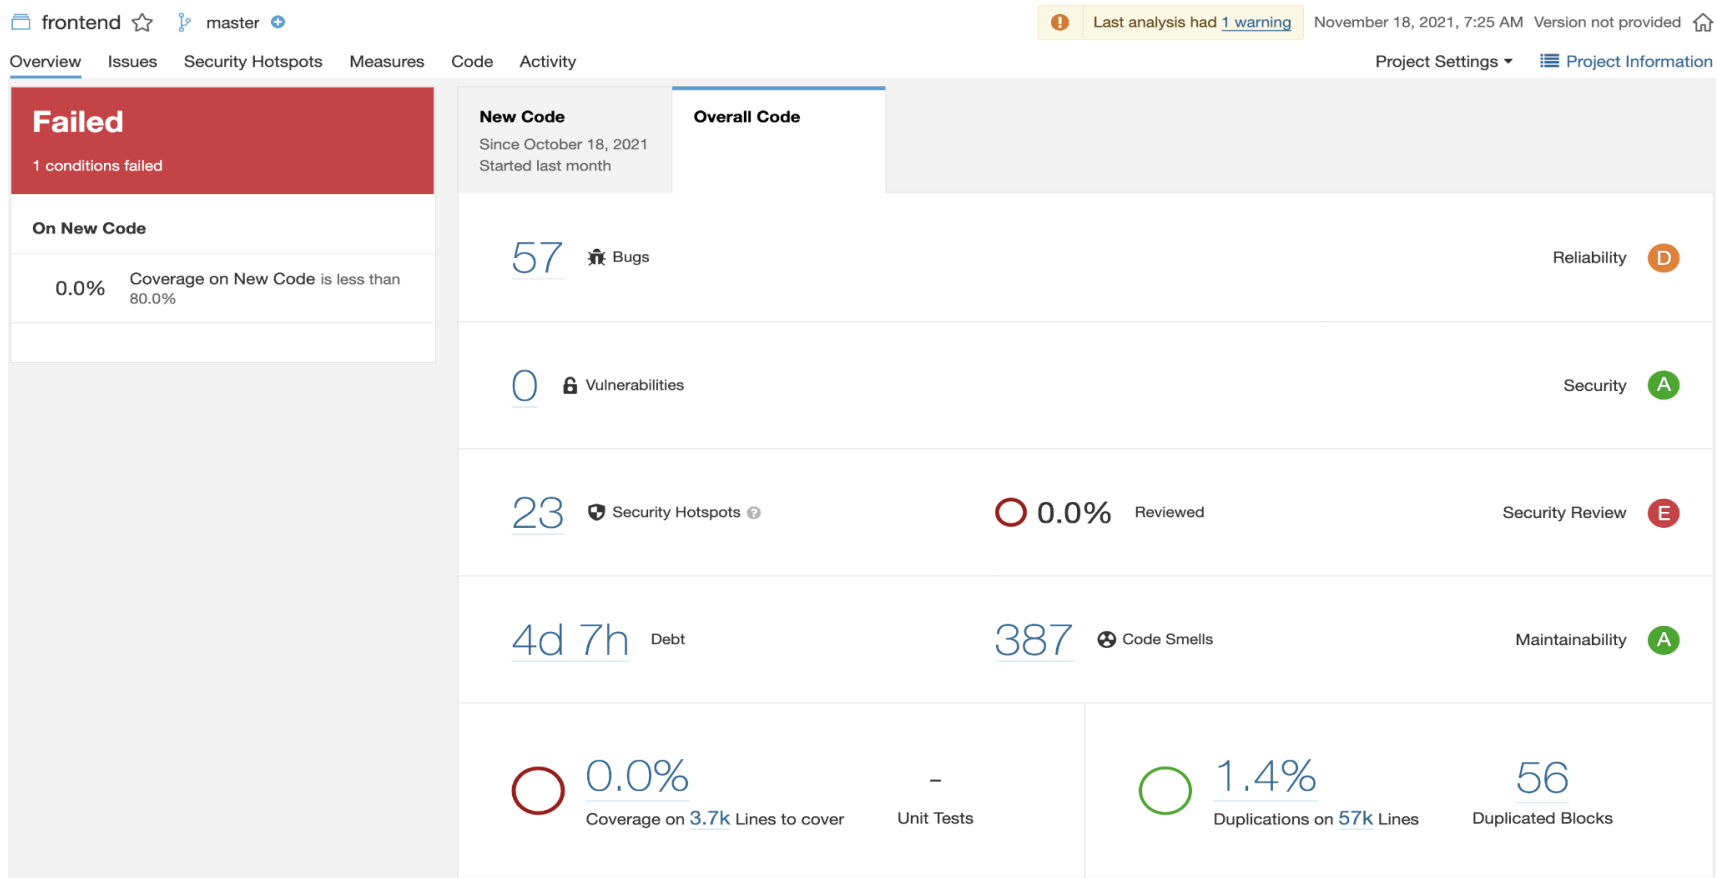 frontend master
Last analysis had 1 warning November 18, 2021, 7:25 AM Version not provided
Overview Issues Security Hotspots Measures Code Activity
Project Settings Project Information
Failed
1 conditions failed
On New Code
0.0% Coverage on New Code is less than
80.0%
New Code
Since October 18, 2021
Started last month
Overall Code
57 Bugs Reliability D
0 Vulnerabilities Security A
23 Security Hotspots ? 0.0% Reviewed Security Review E
4d 7h Debt 387 Code Smells Maintainability A
0.0%
Coverage on 3.7k Lines to cover
–
Unit Tests
1.4%
Duplications on 57k Lines
56
Duplicated Blocks